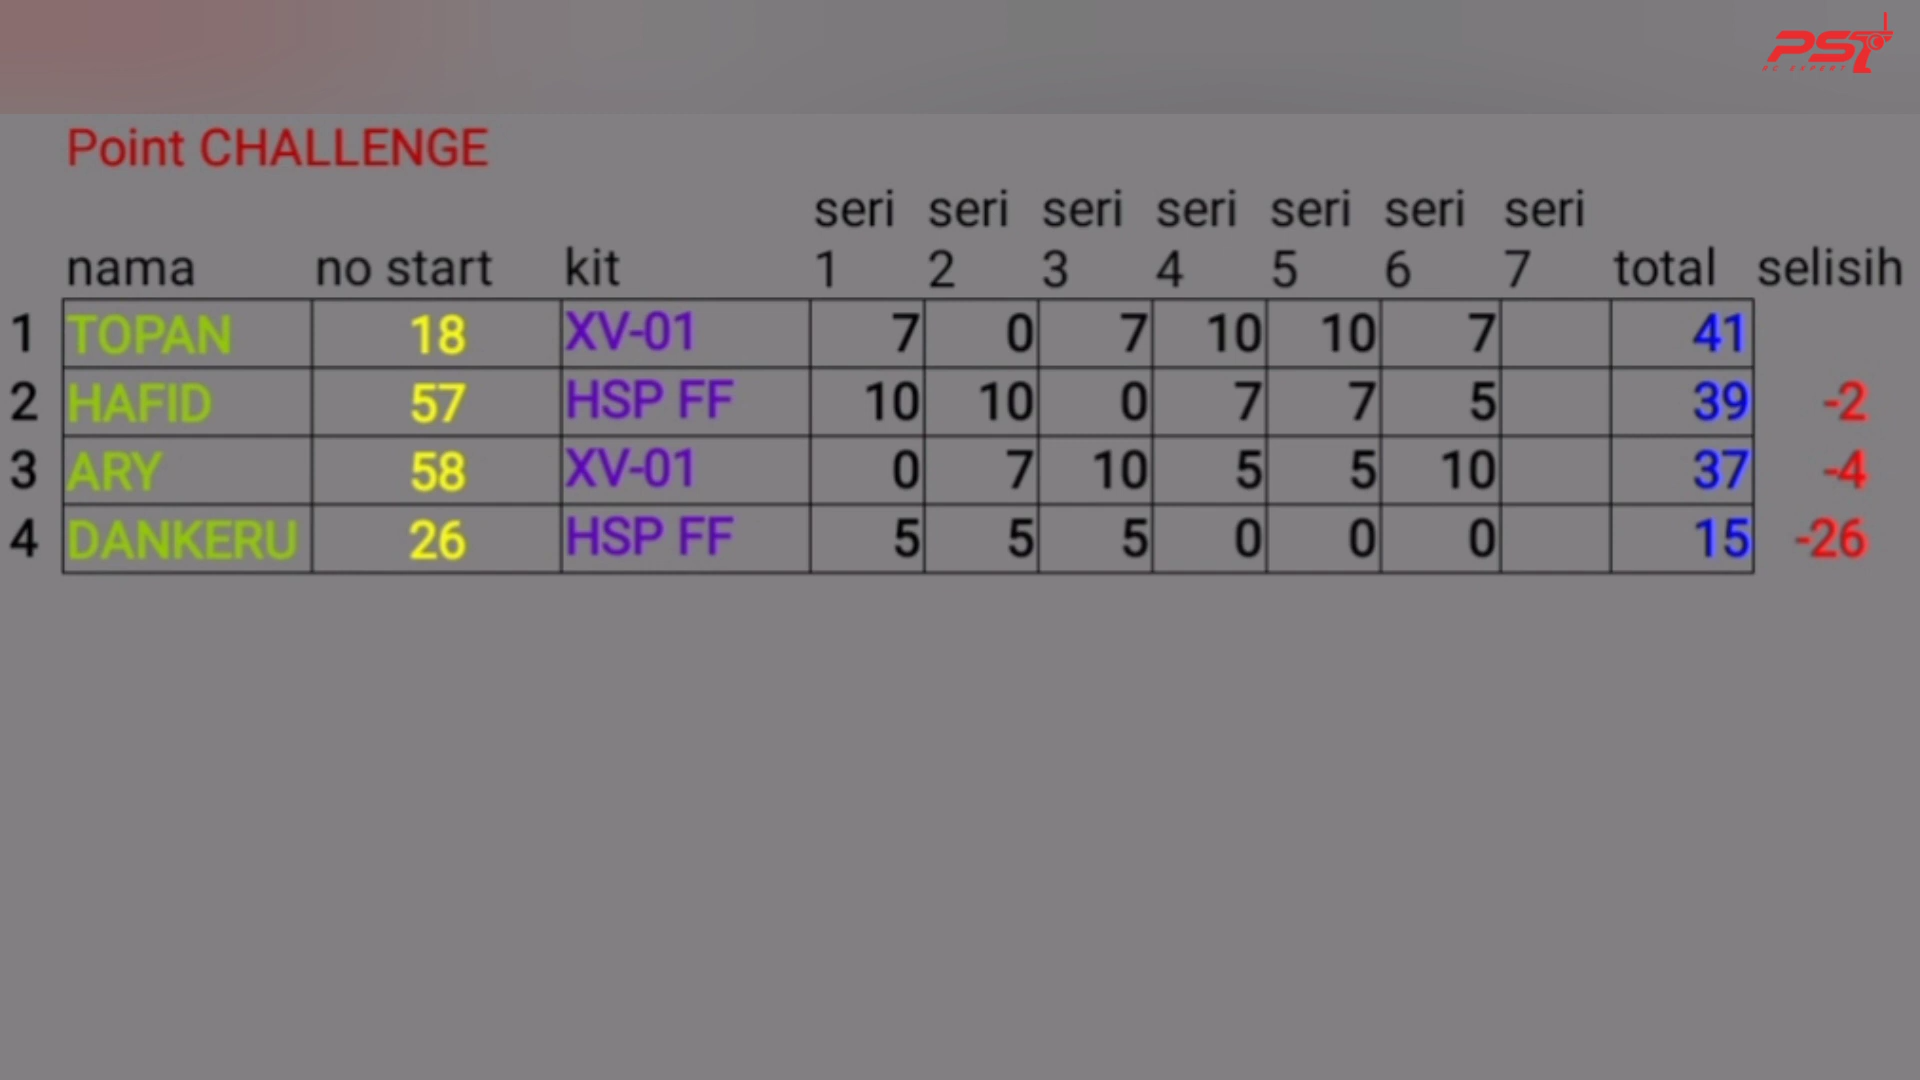 PST
RC EXPERT
Point CHALLENGE
nama no start kit seri 1 seri 2 seri 3 seri 4 seri 5 seri 6 seri 7 total selisih
1 TOPAN 18 XV-01 7 0 7 10 10 7 41
2 HAFID 57 HSP FF 10 10 0 7 7 5 39 -2
3 ARY 58 XV-01 0 7 10 5 5 10 37 -4
4 DANKERU 26 HSP FF 5 5 5 0 0 0 15 -26